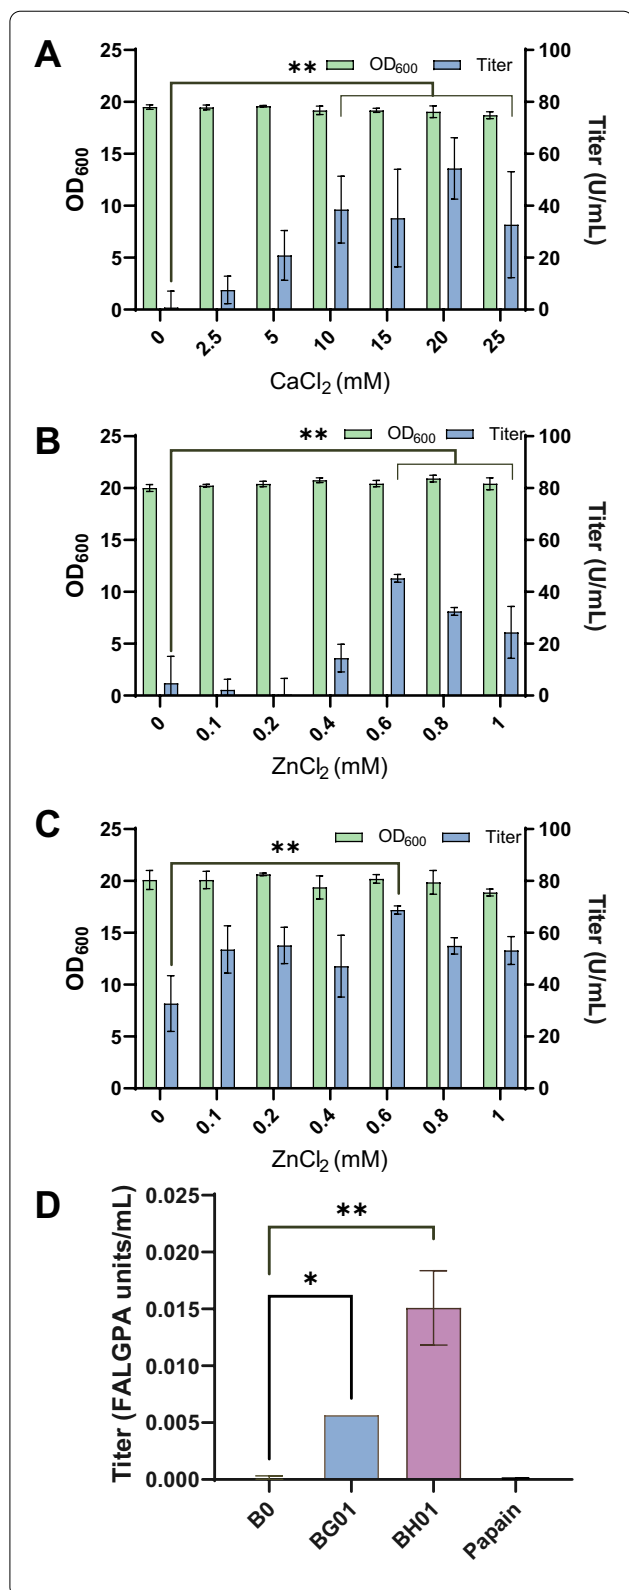 A
OD600
Titer
**
25
20
15
10
5
0
100
80
60
40
20
0
OD600
Titer (U/mL)
0 2.5 5 10 15 20 25
CaCl2 (mM)
B
OD600
Titer
**
25
20
15
10
5
0
100
80
60
40
20
0
OD600
Titer (U/mL)
0 0.1 0.2 0.4 0.6 0.8 1
ZnCl2 (mM)
C
OD600
Titer
**
25
20
15
10
5
0
100
80
60
40
20
0
OD600
Titer (U/mL)
0 0.1 0.2 0.4 0.6 0.8 1
ZnCl2 (mM)
D
Titer (FALGPA units/mL)
0.025
0.020
0.015
0.010
0.005
0.000
**
*
B0 BG01 BH01 Papain